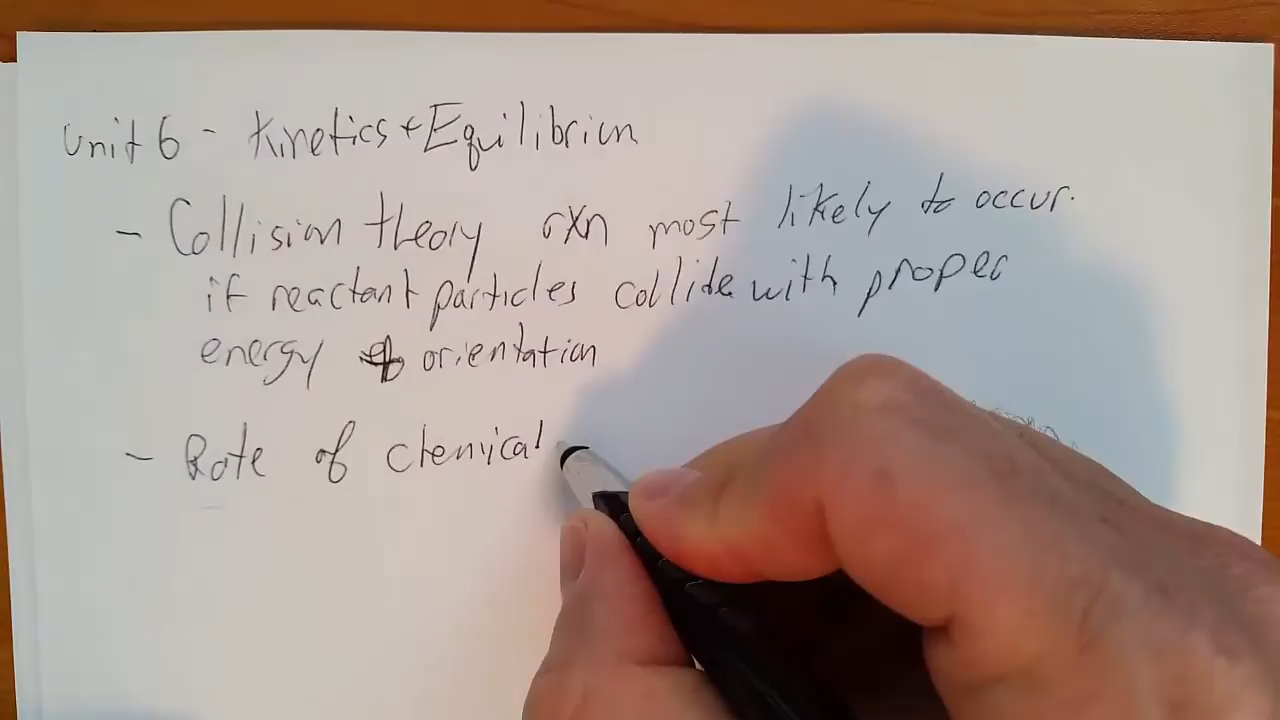 Unit 6 - Kinetics + Equilibrium
- Collision theory rxn most likely to occur.
if reactant particles collide with proper
energy & orientation
- Rate of chemical